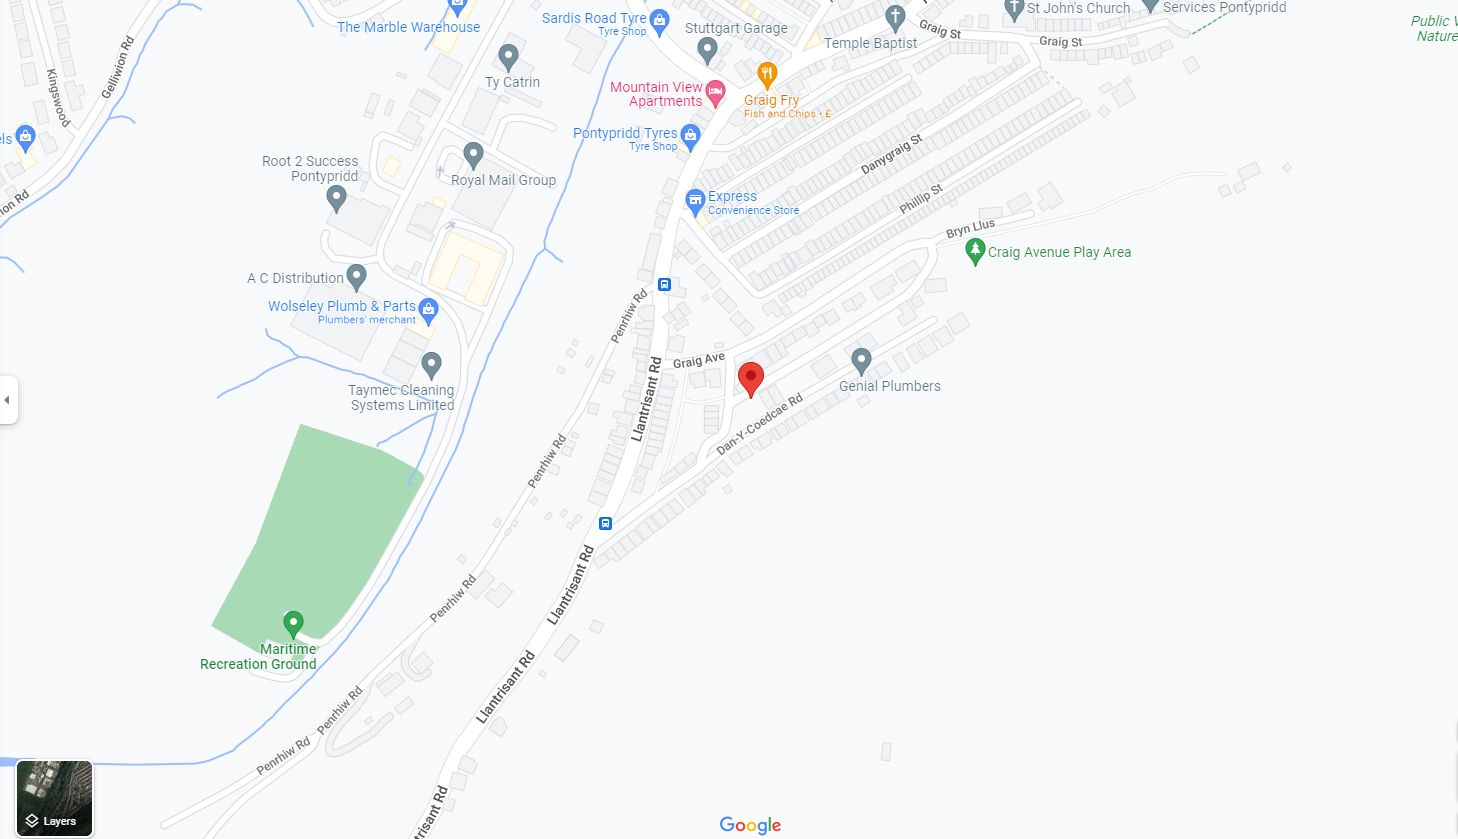 The Marble Warehouse
Sardis Road Tyre
Tyre Shop
Stuttgart Garage
Temple Baptist
St John's Church
Services Pontypridd
Graig St
Graig St
Public
Nature
Kingswood
Gelliwion Rd
Ty Catrin
Mountain View
Apartments
Graig Fry
Fish and Chips • £
Pontypridd Tyres
Tyre Shop
Root 2 Success
Pontypridd
Royal Mail Group
Danygraig St
Phillip St
Express
Convenience Store
Bryn Llus
Craig Avenue Play Area
A C Distribution
Wolseley Plumb & Parts
Plumbers' merchant
Penrhiw Rd
Graig Ave
Llantrisant Rd
Genial Plumbers
Taymec Cleaning
Systems Limited
Dan-Y-Coedcae Rd
Penrhiw Rd
Llantrisant Rd
Penrhiw Rd
Maritime
Recreation Ground
Llantrisant Rd
Penrhiw Rd
Penrhiw Rd
trisant Rd
Layers
Google